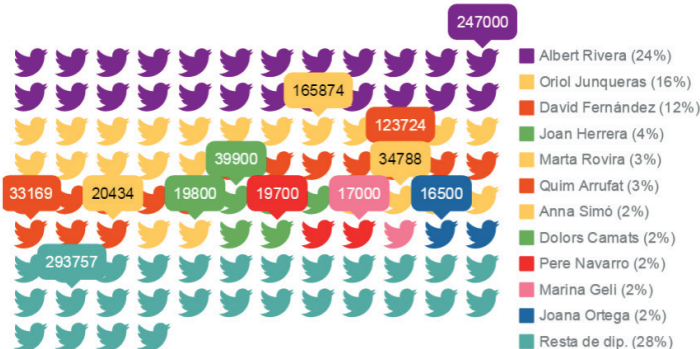 247000
165874
123724
39900
34788
33169
20434
19800
19700
17000
16500
293757
Albert Rivera (24%)
Oriol Junqueras (16%)
David Fernández (12%)
Joan Herrera (4%)
Marta Rovira (3%)
Quim Arrufat (3%)
Anna Simó (2%)
Dolors Camats (2%)
Pere Navarro (2%)
Marina Geli (2%)
Joana Ortega (2%)
Resta de dip. (28%)